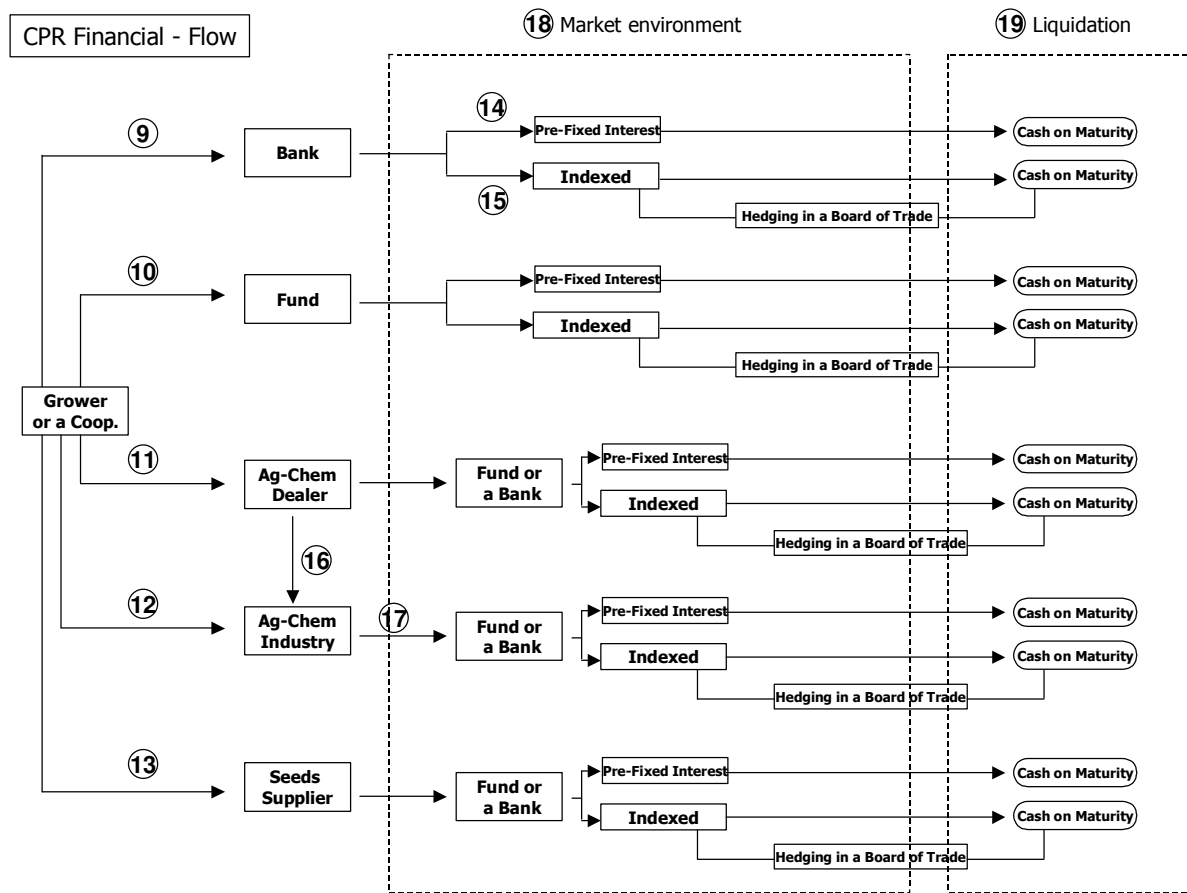 CPR Financial - Flow
18 Market environment
19 Liquidation
9
Bank
14
Pre-Fixed Interest
Cash on Maturity
15
Indexed
Cash on Maturity
Hedging in a Board of Trade
10
Fund
Pre-Fixed Interest
Cash on Maturity
Indexed
Cash on Maturity
Hedging in a Board of Trade
Grower
or a Coop.
11
Ag-Chem
Dealer
Fund or
a Bank
Pre-Fixed Interest
Cash on Maturity
Indexed
Cash on Maturity
Hedging in a Board of Trade
16
12
Ag-Chem
Industry
17
Fund or
a Bank
Pre-Fixed Interest
Cash on Maturity
Indexed
Cash on Maturity
Hedging in a Board of Trade
13
Seeds
Supplier
Fund or
a Bank
Pre-Fixed Interest
Cash on Maturity
Indexed
Cash on Maturity
Hedging in a Board of Trade